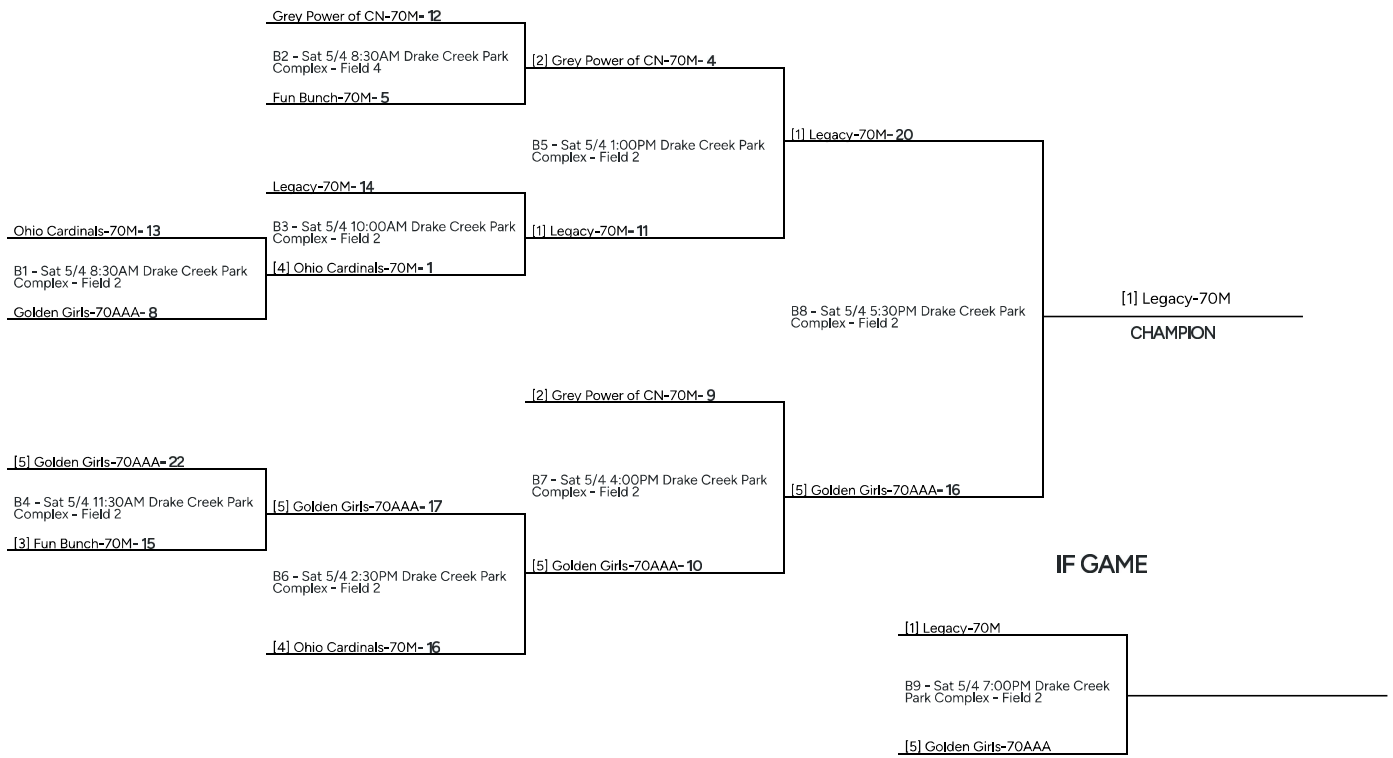 Grey Power of CN-70M- 12
B2 - Sat 5/4 8:30AM Drake Creek Park
Complex - Field 4
Fun Bunch-70M- 5
[2] Grey Power of CN-70M- 4
B5 - Sat 5/4 1:00PM Drake Creek Park
Complex - Field 2
[1] Legacy-70M- 20
Legacy-70M- 14
B3 - Sat 5/4 10:00AM Drake Creek Park
Complex - Field 2
[1] Legacy-70M- 11
Ohio Cardinals-70M- 13
B1 - Sat 5/4 8:30AM Drake Creek Park
Complex - Field 2
[4] Ohio Cardinals-70M- 1
Golden Girls-70AAA- 8
B8 - Sat 5/4 5:30PM Drake Creek Park
Complex - Field 2
[1] Legacy-70M
CHAMPION
[2] Grey Power of CN-70M- 9
[5] Golden Girls-70AAA- 22
B4 - Sat 5/4 11:30AM Drake Creek Park
Complex - Field 2
[3] Fun Bunch-70M- 15
[5] Golden Girls-70AAA- 17
B7 - Sat 5/4 4:00PM Drake Creek Park
Complex - Field 2
[5] Golden Girls-70AAA- 16
B6 - Sat 5/4 2:30PM Drake Creek Park
Complex - Field 2
[5] Golden Girls-70AAA- 10
[4] Ohio Cardinals-70M- 16
IF GAME
[1] Legacy-70M
B9 - Sat 5/4 7:00PM Drake Creek
Park Complex - Field 2
[5] Golden Girls-70AAA